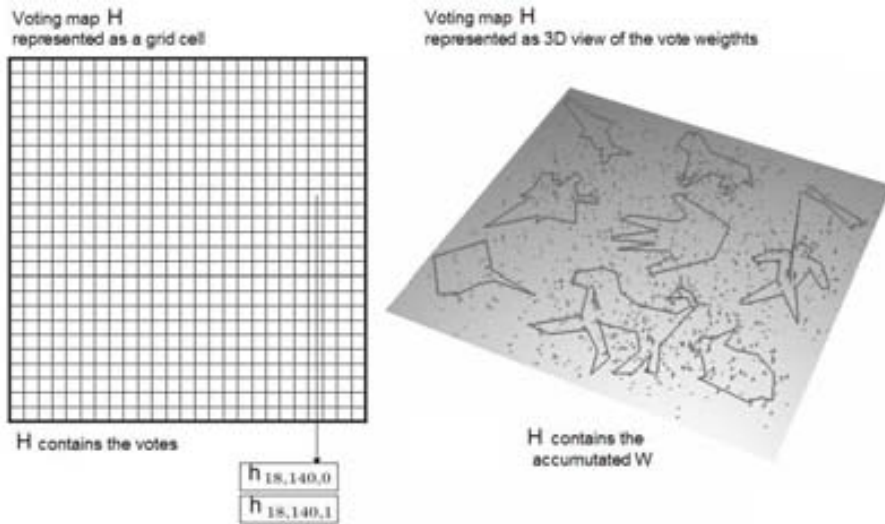 Voting map H
represented as a grid cell
Voting map H
represented as 3D view of the vote weigthts
H contains the votes
h18,140,0
h18,140,1
H contains the
accumutated W